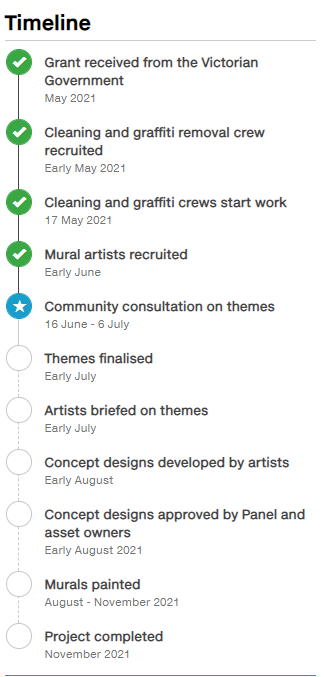 Timeline
Grant received from the Victorian
Government
May 2021
Cleaning and graffiti removal crew
recruited
Early May 2021
Cleaning and graffiti crews start work
17 May 2021
Mural artists recruited
Early June
Community consultation on themes
16 June - 6 July
Themes finalised
Early July
Artists briefed on themes
Early July
Concept designs developed by artists
Early August
Concept designs approved by Panel and
asset owners
Early August 2021
Murals painted
August - November 2021
Project completed
November 2021